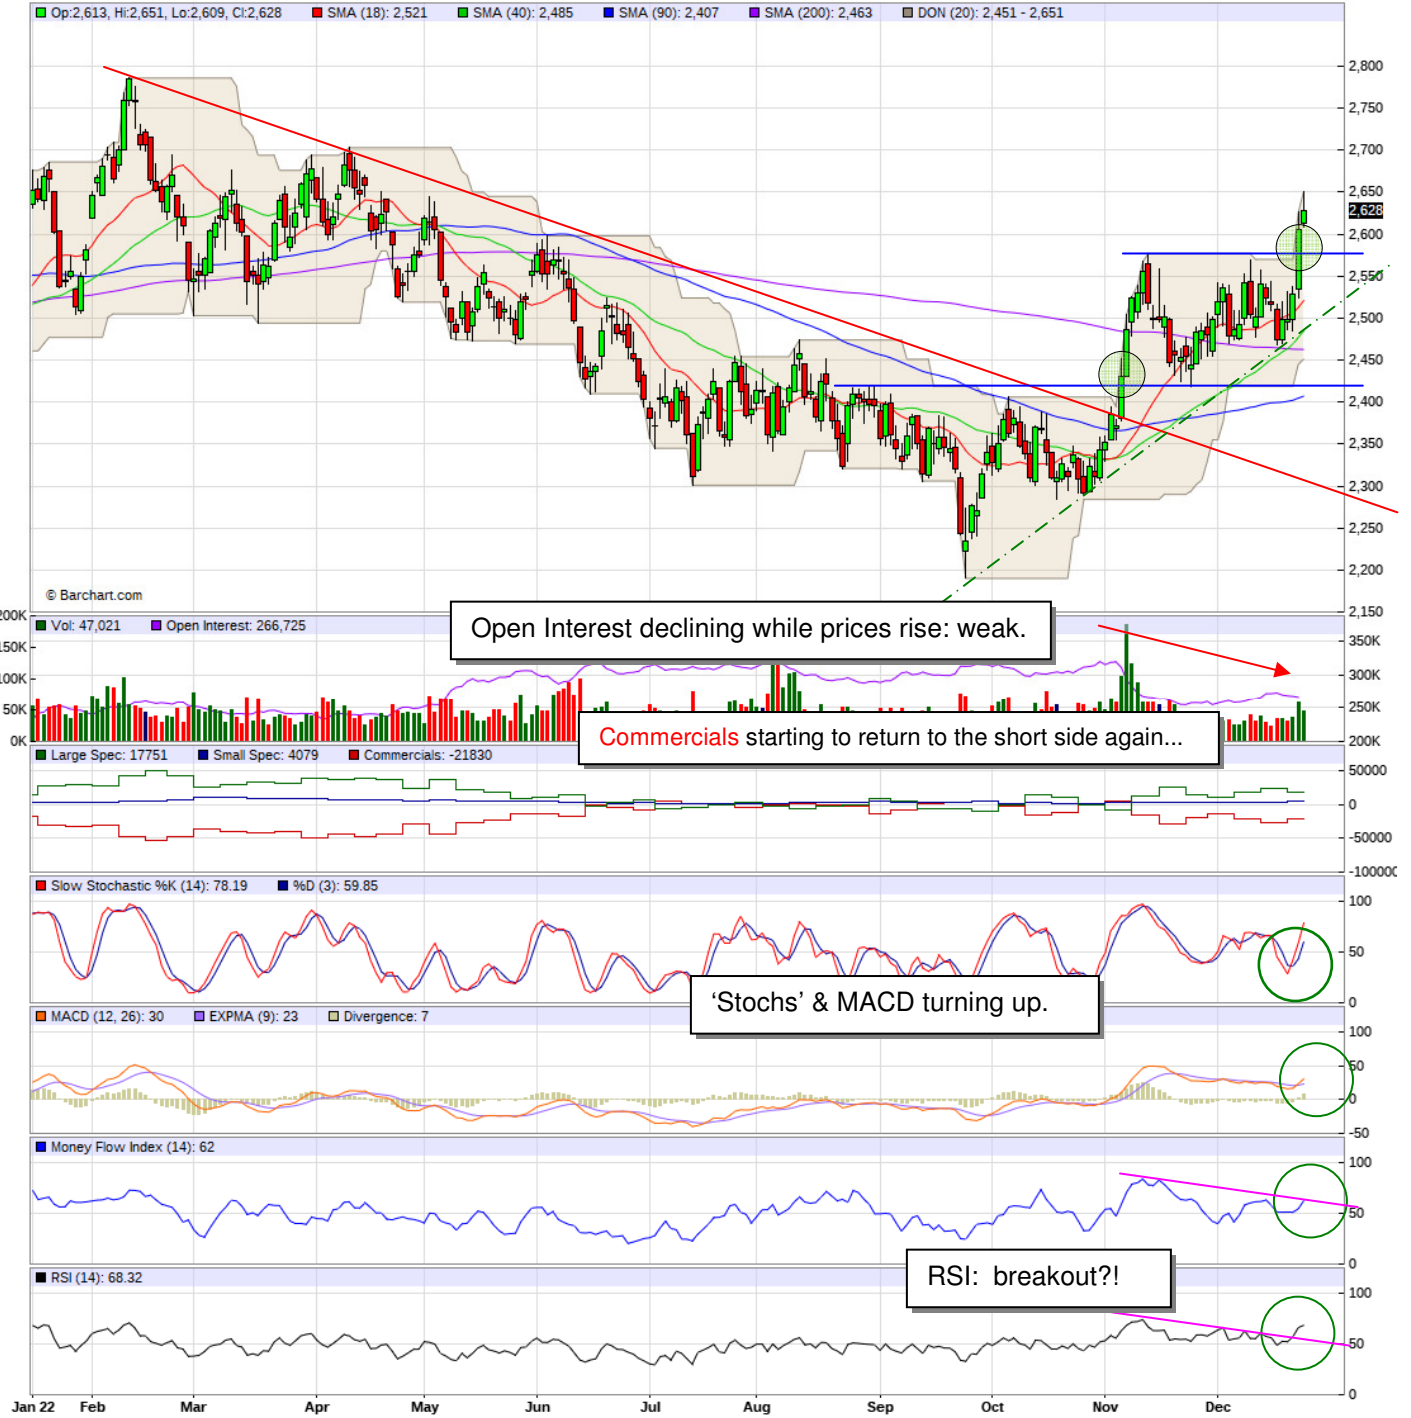 Op:2,613, Hi:2,651, Lo:2,609, Cl:2,628 SMA (18): 2,521 SMA (40): 2,485 SMA (90): 2,407 SMA (200): 2,463 DON (20): 2,451 - 2,651
2,800
2,750
2,700
2,650
2,628
2,600
2,550
2,500
2,450
2,400
2,350
2,300
2,250
2,200
2,150
© Barchart.com
Open Interest declining while prices rise: weak.
Vol: 47,021 Open Interest: 266,725
200K
150K
100K
50K
0K
350K
300K
250K
200K
Commercials starting to return to the short side again...
Large Spec: 17751 Small Spec: 4079 Commercials: -21830
50000
0
-50000
-100000
Slow Stochastic %K (14): 78.19 %D (3): 59.85
100
50
0
‘Stochs’ & MACD turning up.
MACD (12, 26): 30 EXPMA (9): 23 Divergence: 7
100
50
0
-50
Money Flow Index (14): 62
100
50
0
RSI: breakout?!
RSI (14): 68.32
100
50
0
Jan 22 Feb Mar Apr May Jun Jul Aug Sep Oct Nov Dec